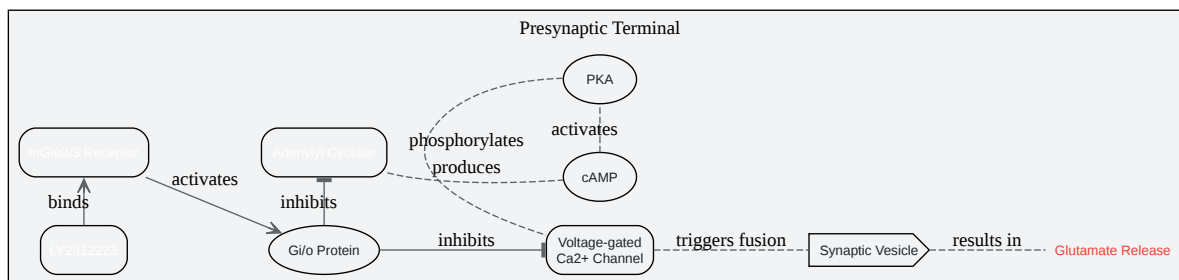 Presynaptic Terminal
PKA
phosphorylates
activates
mGlu2/3 Receptor
Adenylyl Cyclase
produces
cAMP
activates
binds
inhibits
LY2812223
Gi/o Protein
inhibits
Voltage-gated
Ca2+ Channel
triggers fusion
Synaptic Vesicle
results in
Glutamate Release